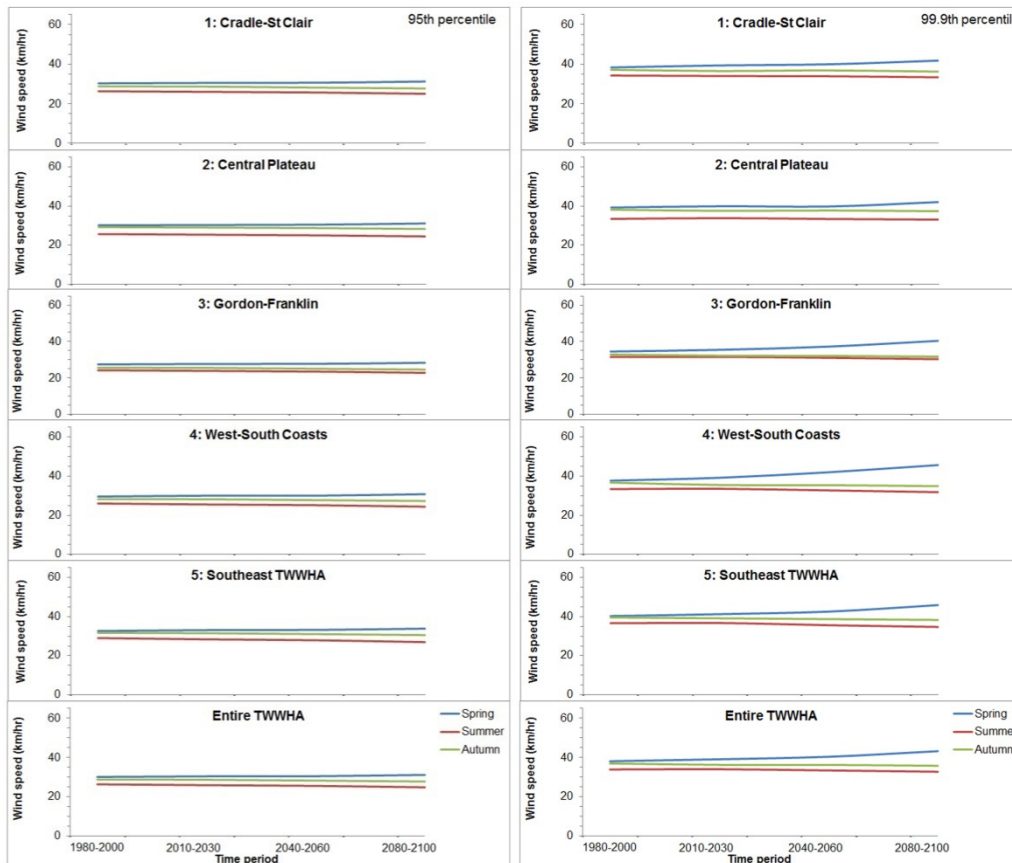 1: Cradle-St Clair
95th percentile
Wind speed (km/hr)
60
40
20
0
2: Central Plateau
Wind speed (km/hr)
60
40
20
0
3: Gordon-Franklin
Wind speed (km/hr)
60
40
20
0
4: West-South Coasts
Wind speed (km/hr)
60
40
20
0
5: Southeast TWWHA
Wind speed (km/hr)
60
40
20
0
Entire TWWHA
Wind speed (km/hr)
60
40
20
0
Spring
Summer
Autumn
1980-2000 2010-2030 2040-2060 2080-2100
Time period
1: Cradle-St Clair
99.9th percentile
Wind speed (km/hr)
60
40
20
0
2: Central Plateau
Wind speed (km/hr)
60
40
20
0
3: Gordon-Franklin
Wind speed (km/hr)
60
40
20
0
4: West-South Coasts
Wind speed (km/hr)
60
40
20
0
5: Southeast TWWHA
Wind speed (km/hr)
60
40
20
0
Entire TWWHA
Wind speed (km/hr)
60
40
20
0
Spring
Summer
Autumn
1980-2000 2010-2030 2040-2060 2080-2100
Time period